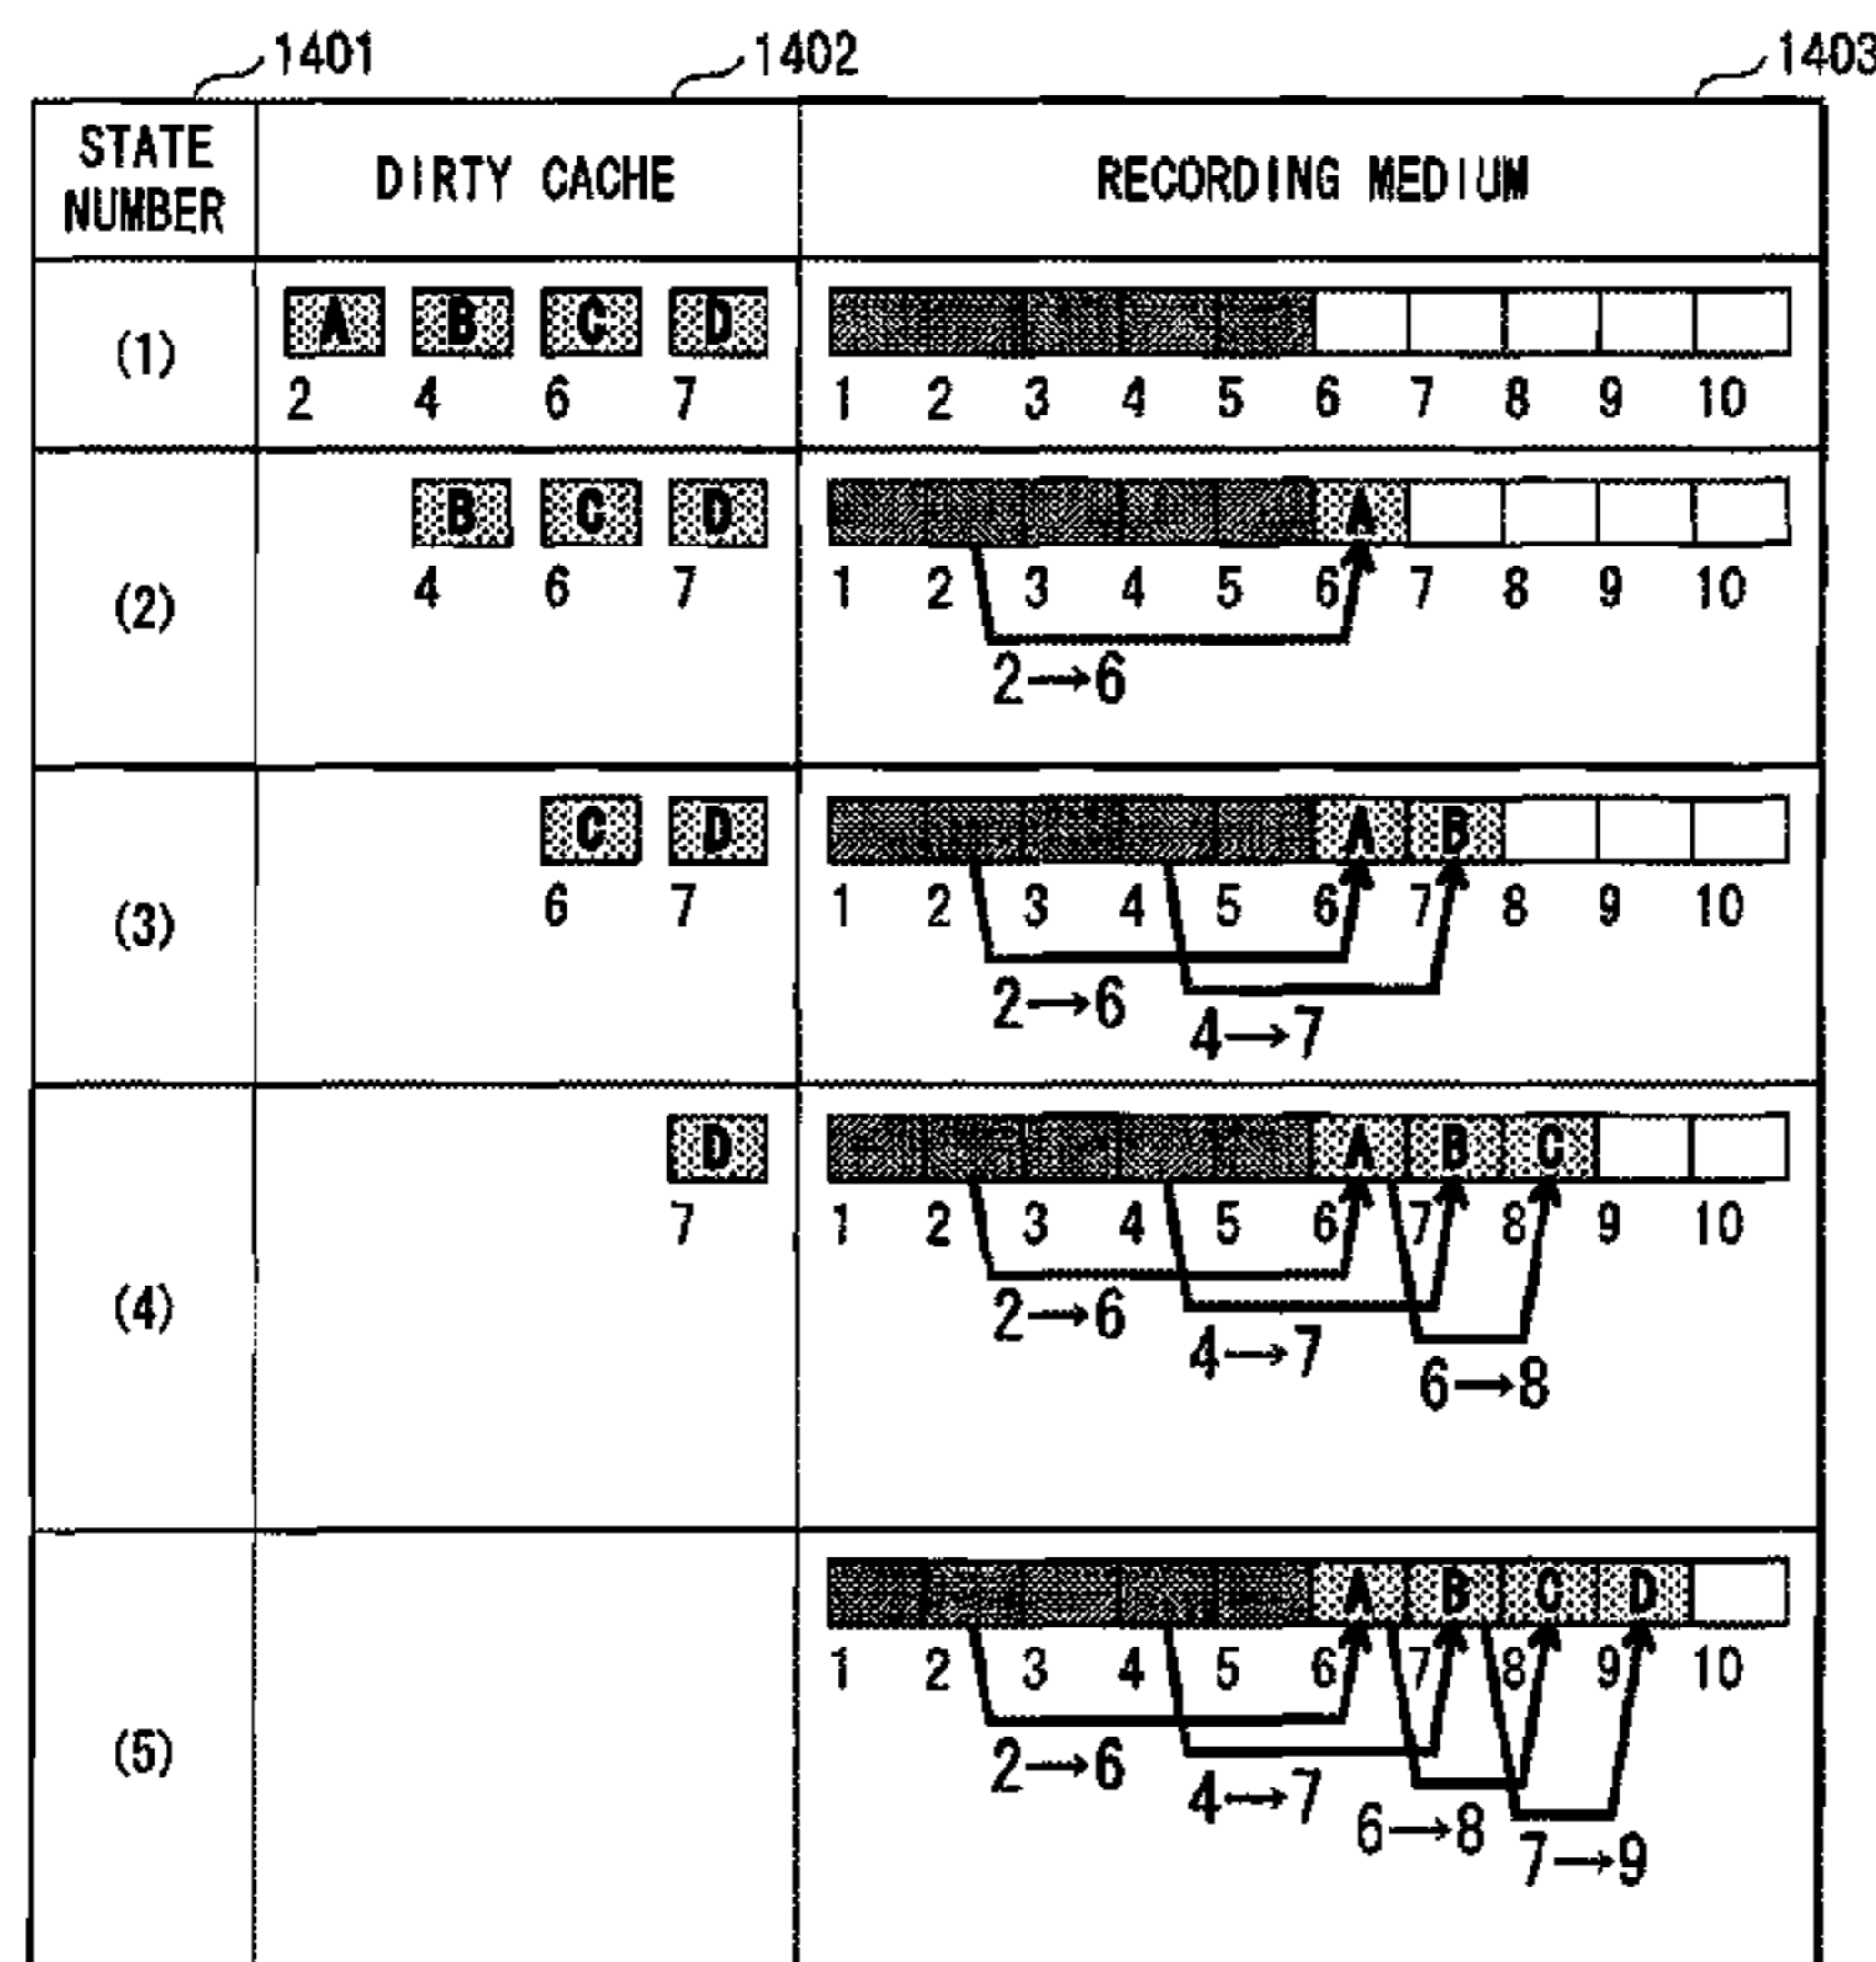 1401 1402 1403
STATE NUMBER DIRTY CACHE RECORDING MEDIUM
(1) A B C D
2 4 6 7 1 2 3 4 5 6 7 8 9 10
(2) B C D A
4 6 7 1 2 3 4 5 6 7 8 9 10
2→6
(3) C D A B
6 7 1 2 3 4 5 6 7 8 9 10
2→6
4→7
(4) D A B C
7 1 2 3 4 5 6 7 8 9 10
2→6
4→7
6→8
(5) A B C D
1 2 3 4 5 6 7 8 9 10
2→6
4→7
6→8
7→9